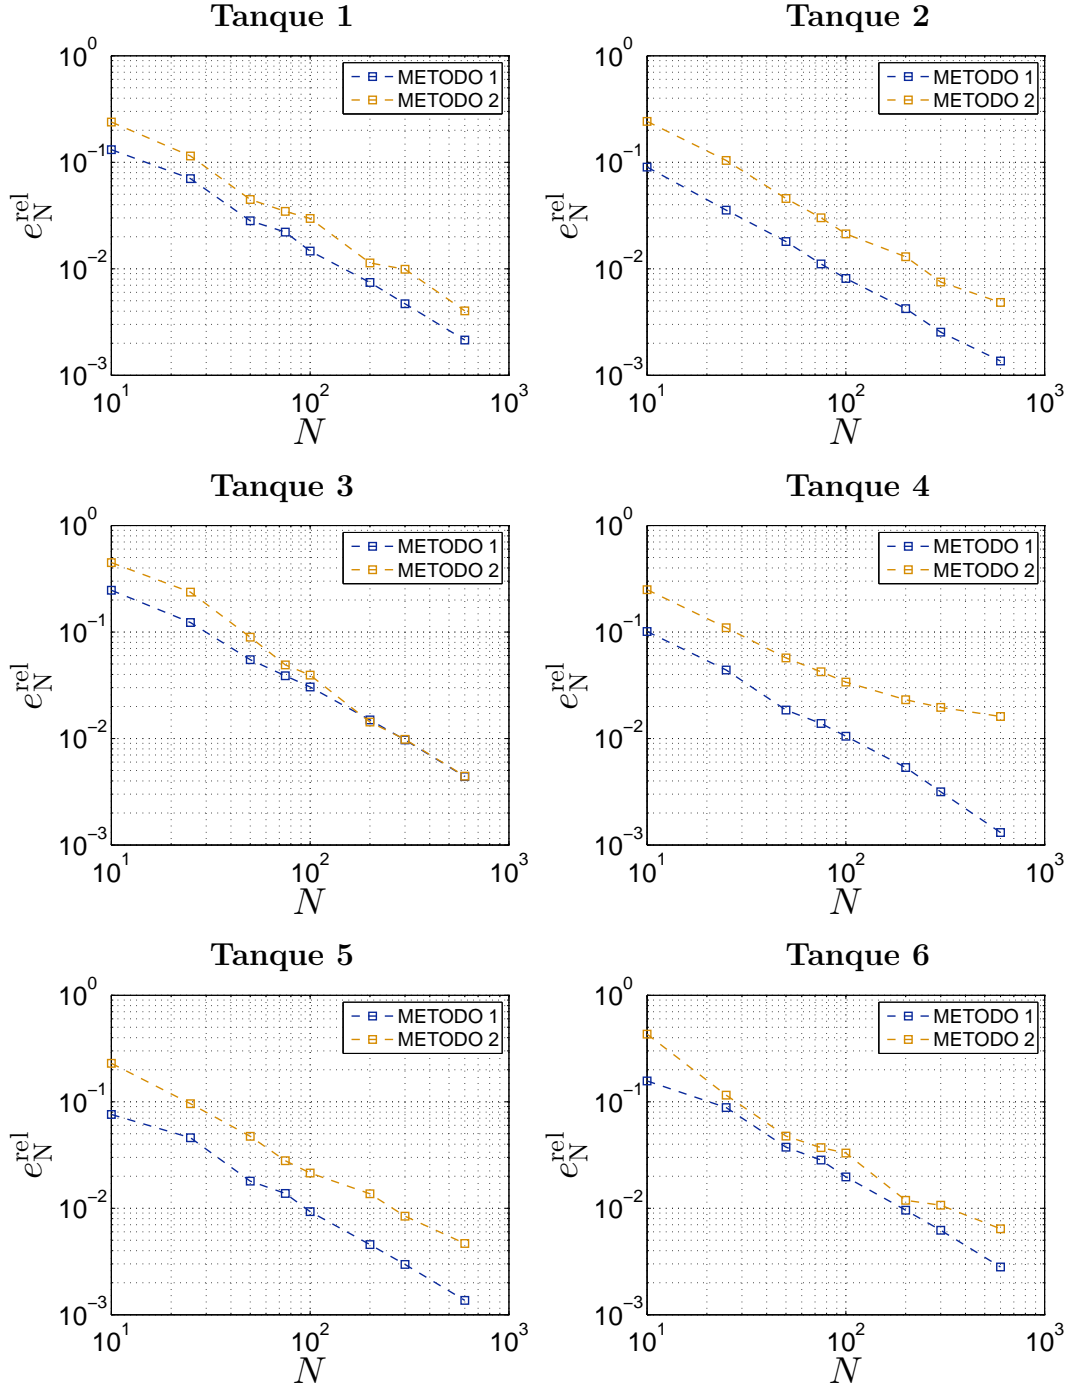 Tanque 1
10^0
10^−1
10^−2
10^−3
e_N^rel
METODO 1
METODO 2
10^1 10^2 10^3
N
Tanque 2
10^0
10^−1
10^−2
10^−3
e_N^rel
METODO 1
METODO 2
10^1 10^2 10^3
N
Tanque 3
10^0
10^−1
10^−2
10^−3
e_N^rel
METODO 1
METODO 2
10^1 10^2 10^3
N
Tanque 4
10^0
10^−1
10^−2
10^−3
e_N^rel
METODO 1
METODO 2
10^1 10^2 10^3
N
Tanque 5
10^0
10^−1
10^−2
10^−3
e_N^rel
METODO 1
METODO 2
10^1 10^2 10^3
N
Tanque 6
10^0
10^−1
10^−2
10^−3
e_N^rel
METODO 1
METODO 2
10^1 10^2 10^3
N